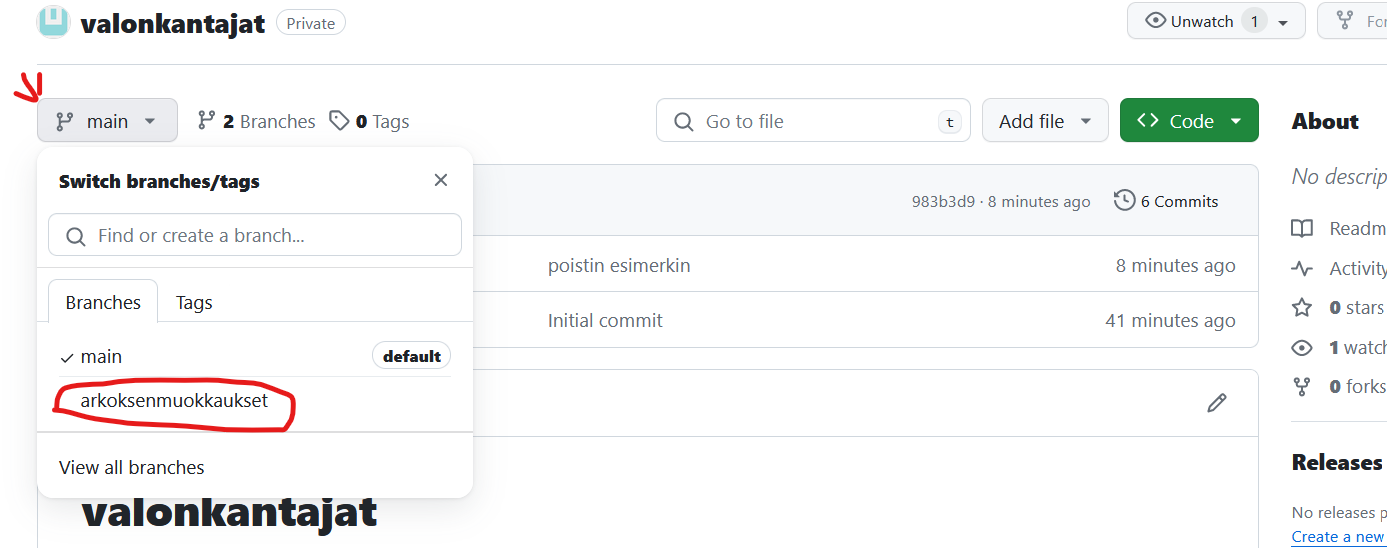 valonkantajat Private
Unwatch 1
main 2 Branches 0 Tags
Go to file t
Add file
Code
About
Switch branches/tags
No descrip
Find or create a branch...
983b3d9 · 8 minutes ago 6 Commits
Readm
poistin esimerkin 8 minutes ago
Activity
Branches Tags
0 stars
Initial commit 41 minutes ago
main default
1 watch
0 forks
arkoksenmuokkaukset
View all branches
Releases
valonkantajat
No releases p
Create a new